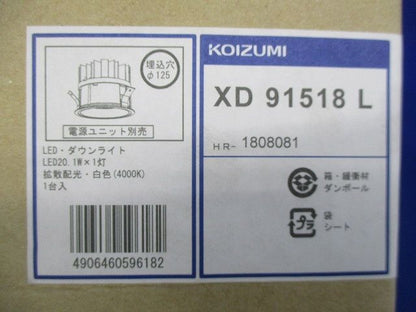 埋込穴
φ125
電源ユニット別売
LED・ダウンライト
LED20.1W×1灯
拡散配光・白色(4000K)
1台入
4906460596182
KOIZUMI
XD 91518 L
HR- 1808081
箱・緩衝材
ダンボール
プラ
袋
シート